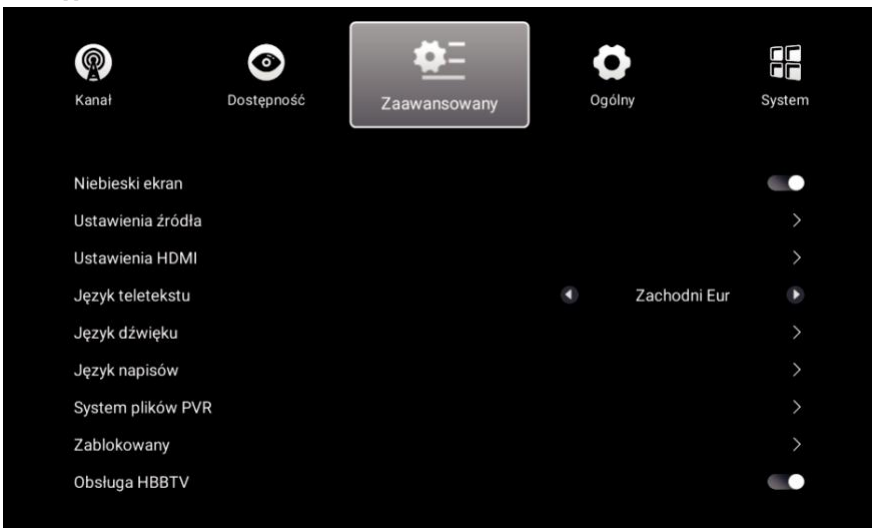 Kanał
Dostępność
Zaawansowany
Ogólny
System
Niebieski ekran
Ustawienia źródła
Ustawienia HDMI
Język teletekstu Zachodni Eur
Język dźwięku
Język napisów
System plików PVR
Zablokowany
Obsługa HBBTV